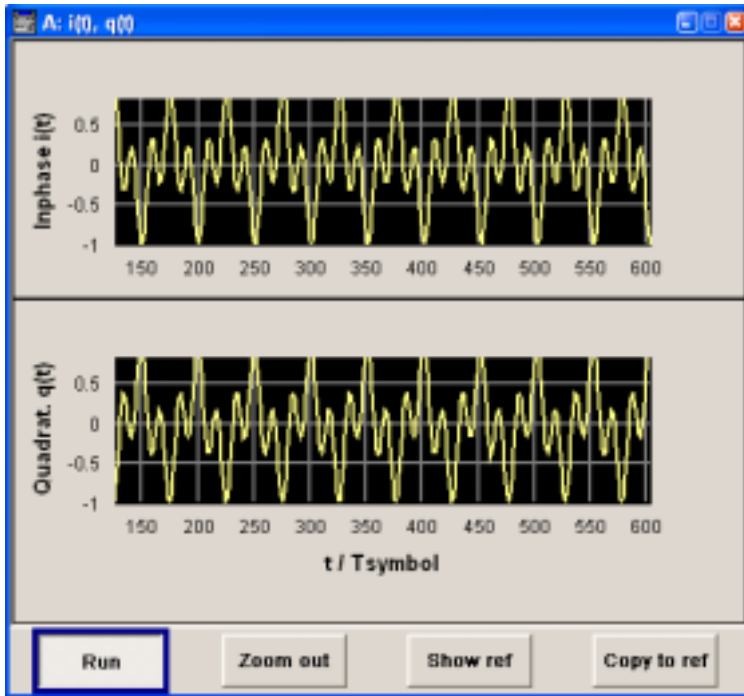 A: i(t), q(t)
Inphase i(t)
0.5
0
-0.5
-1
150 200 250 300 350 400 450 500 550 600
Quadrat. q(t)
0.5
0
-0.5
-1
150 200 250 300 350 400 450 500 550 600
t / Tsymbol
Run Zoom out Show ref Copy to ref